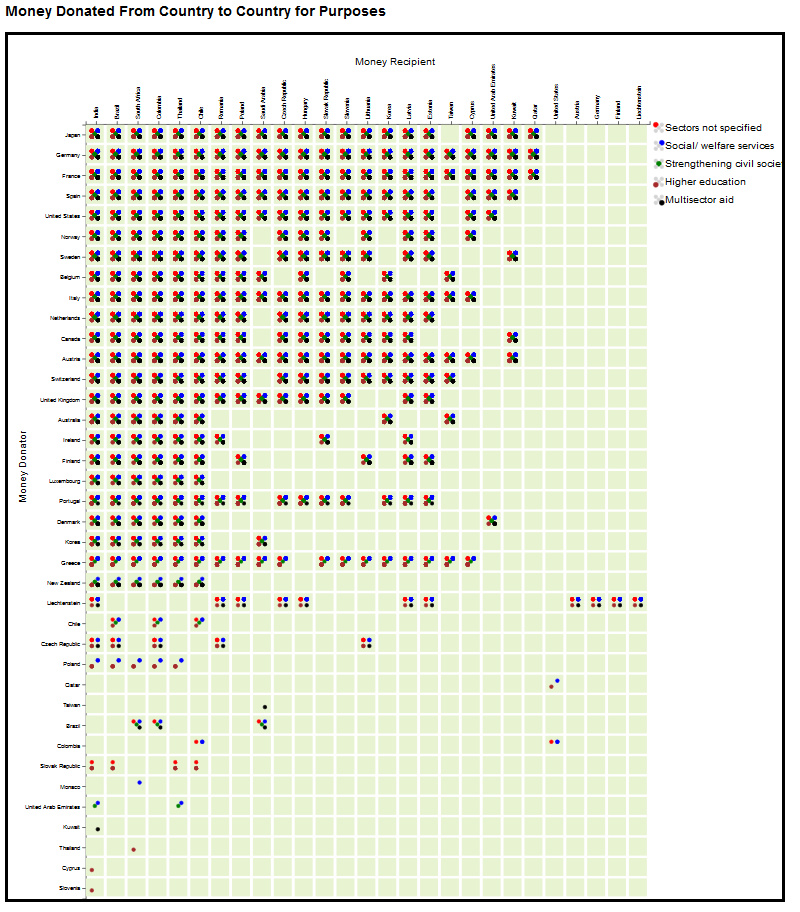 Money Donated From Country to Country for Purposes
Money Recipient
India
Brazil
South Africa
Colombia
Thailand
Chile
Romania
Poland
Saudi Arabia
Czech Republic
Hungary
Slovak Republic
Slovenia
Lithuania
Korea
Latvia
Estonia
Taiwan
Cyprus
United Arab Emirates
Kuwait
Qatar
United States
Austria
Germany
Finland
Liechtenstein
Sectors not specified
Social/ welfare services
Strengthening civil socie
Higher education
Multisector aid
Money Donator
Japan
Germany
France
Spain
United States
Norway
Sweden
Belgium
Italy
Netherlands
Canada
Austria
Switzerland
United Kingdom
Australia
Ireland
Finland
Luxembourg
Portugal
Denmark
Korea
Greece
New Zealand
Liechtenstein
Chile
Czech Republic
Poland
Qatar
Taiwan
Brazil
Colombia
Slovak Republic
Monaco
United Arab Emirates
Kuwait
Thailand
Cyprus
Slovenia